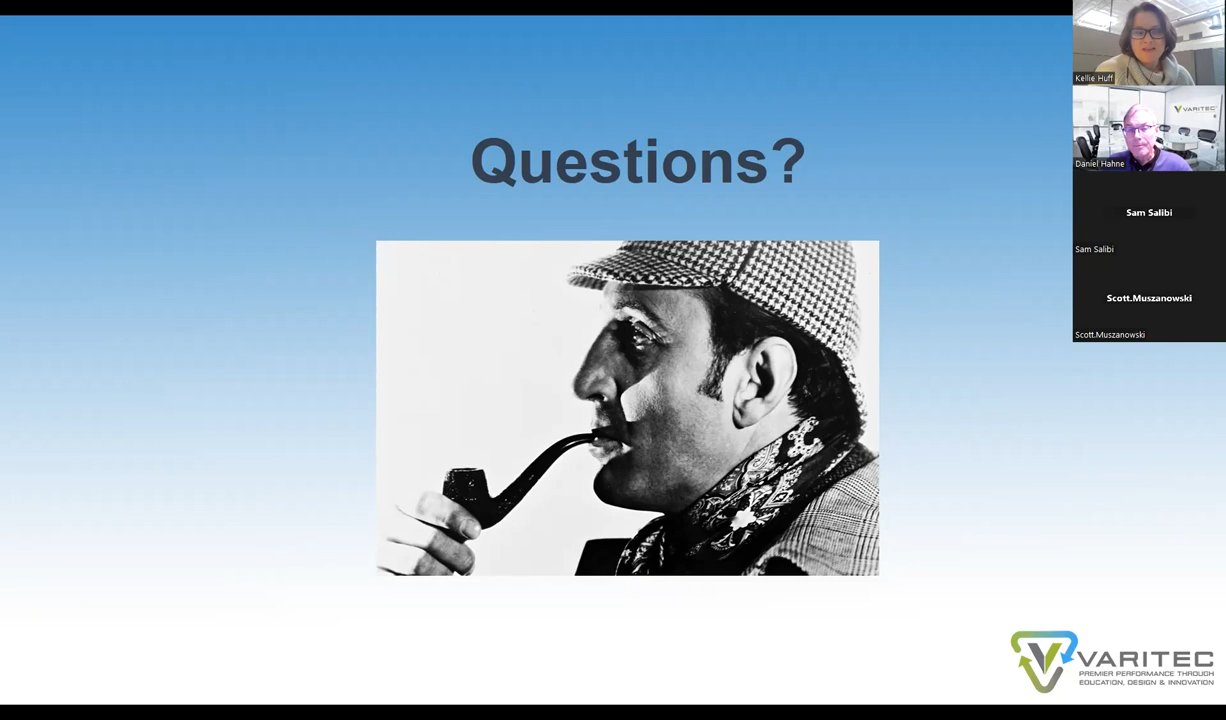 Questions?
Kellie Huff
VARITEC
Daniel Hahne
Sam Salibi
Sam Salibi
Scott.Muszanowski
Scott.Muszanowski
VARITEC
PREMIER PERFORMANCE THROUGH
EDUCATION, DESIGN & INNOVATION